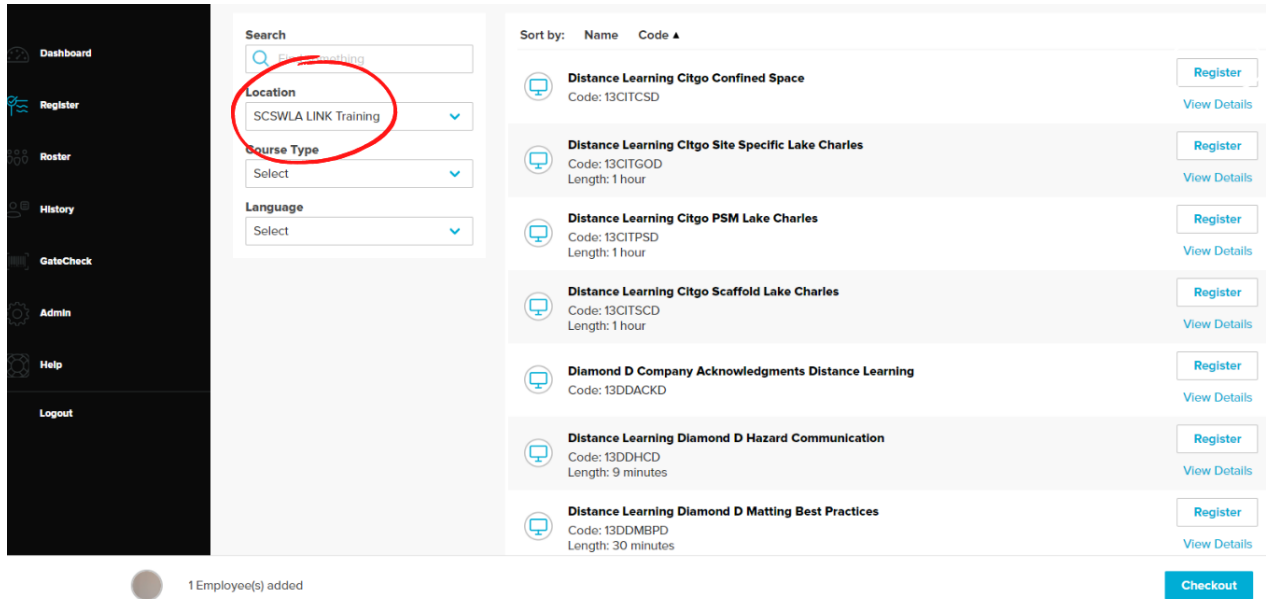 Dashboard
Register
Roster
History
GateCheck
Admin
Help
Logout
Search
Find something
Location
SCSWLA LINK Training
Course Type
Select
Language
Select
Sort by: Name Code ▲
Distance Learning Citgo Confined Space
Code: 13CITCSD
Register
View Details
Distance Learning Citgo Site Specific Lake Charles
Code: 13CITGOD
Length: 1 hour
Register
View Details
Distance Learning Citgo PSM Lake Charles
Code: 13CITPSD
Length: 1 hour
Register
View Details
Distance Learning Citgo Scaffold Lake Charles
Code: 13CITSCD
Length: 1 hour
Register
View Details
Diamond D Company Acknowledgments Distance Learning
Code: 13DDACKD
Register
View Details
Distance Learning Diamond D Hazard Communication
Code: 13DDHCD
Length: 9 minutes
Register
View Details
Distance Learning Diamond D Matting Best Practices
Code: 13DDMBPD
Length: 30 minutes
Register
View Details
1 Employee(s) added
Checkout